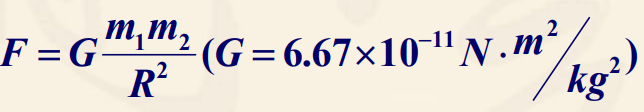 F = G m₁m₂/R² (G = 6.67×10⁻¹¹ N·m²/kg²)